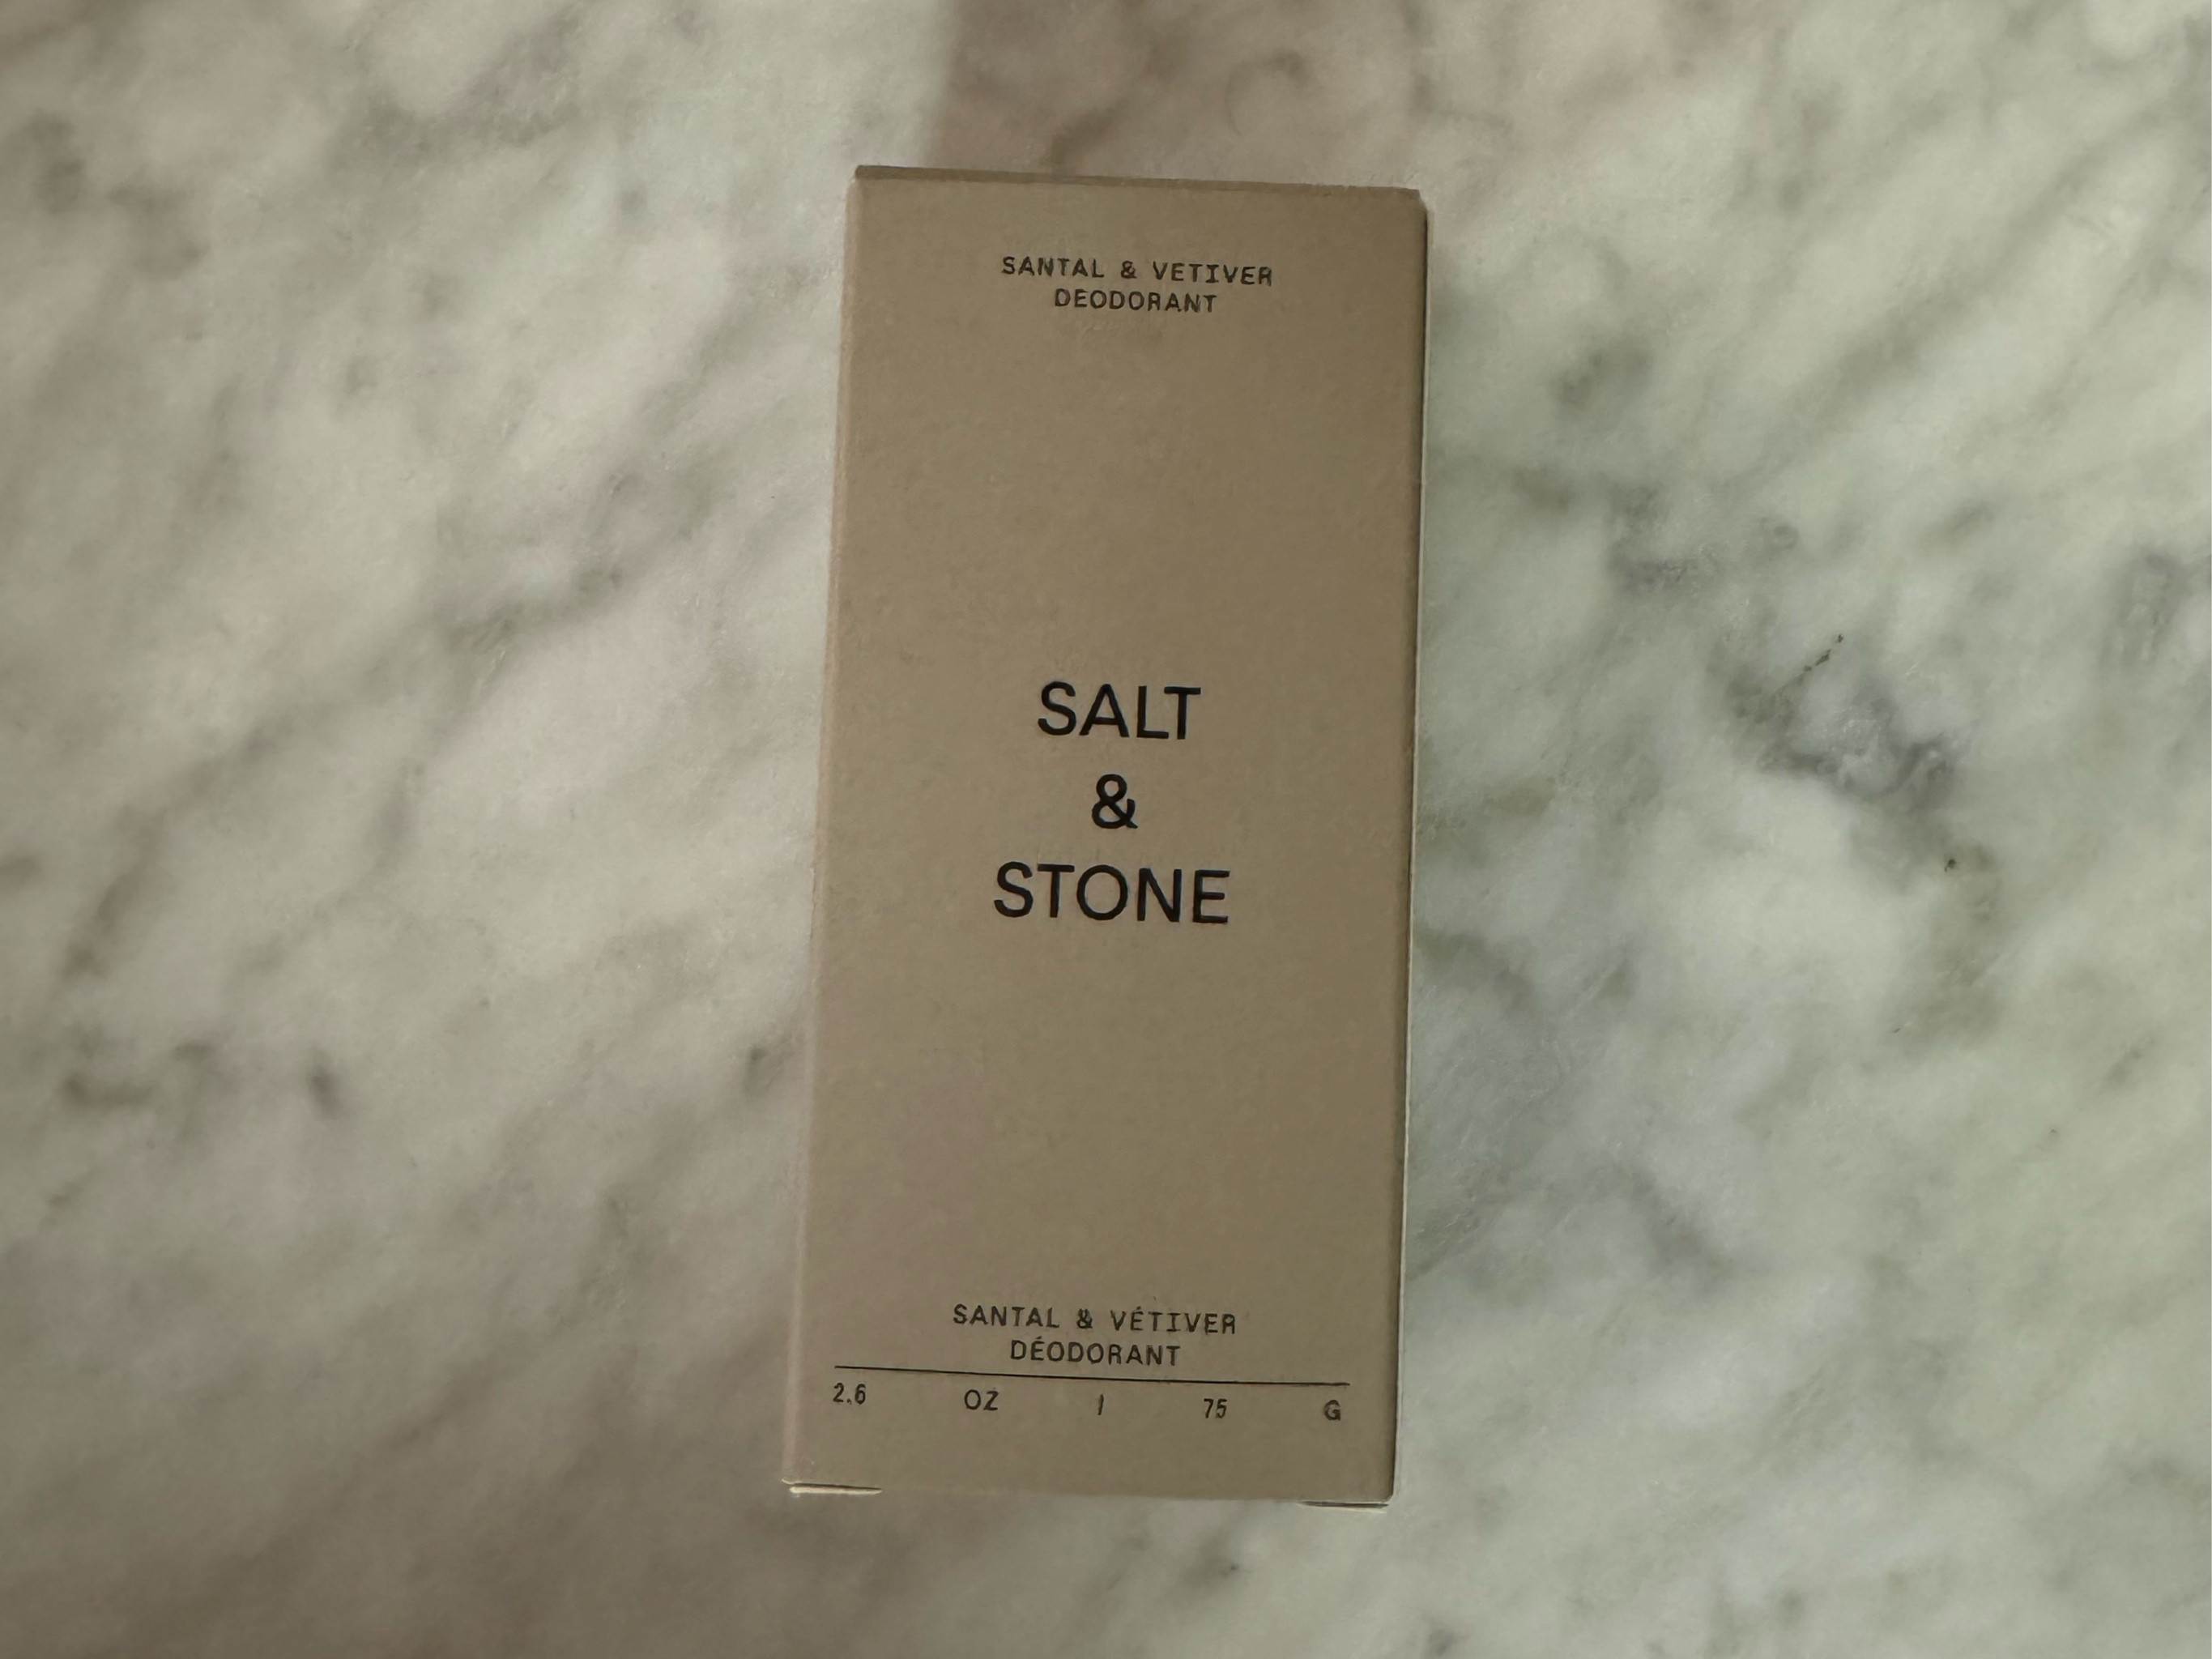 SANTAL & VETIVER
DEODORANT
SALT
&
STONE
SANTAL & VÉTIVER
DÉODORANT
2.6 OZ | 75 G